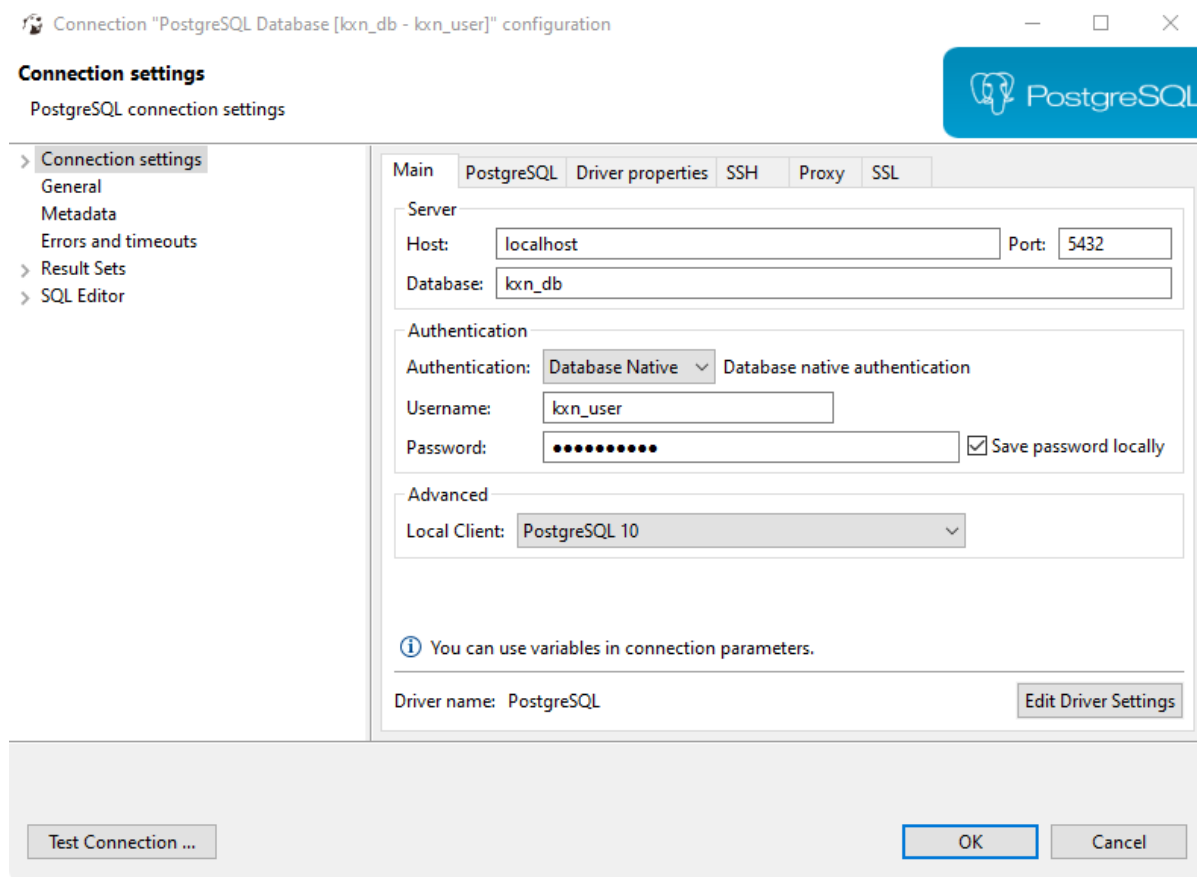 Connection "PostgreSQL Database [kxn_db - kxn_user]" configuration
Connection settings
PostgreSQL connection settings
PostgreSQL
Connection settings
General
Metadata
Errors and timeouts
Result Sets
SQL Editor
Main PostgreSQL Driver properties SSH Proxy SSL
Server
Host: localhost Port: 5432
Database: kxn_db
Authentication
Authentication: Database Native Database native authentication
Username: kxn_user
Password: ●●●●●●●●●● Save password locally
Advanced
Local Client: PostgreSQL 10
You can use variables in connection parameters.
Driver name: PostgreSQL Edit Driver Settings
Test Connection ... OK Cancel